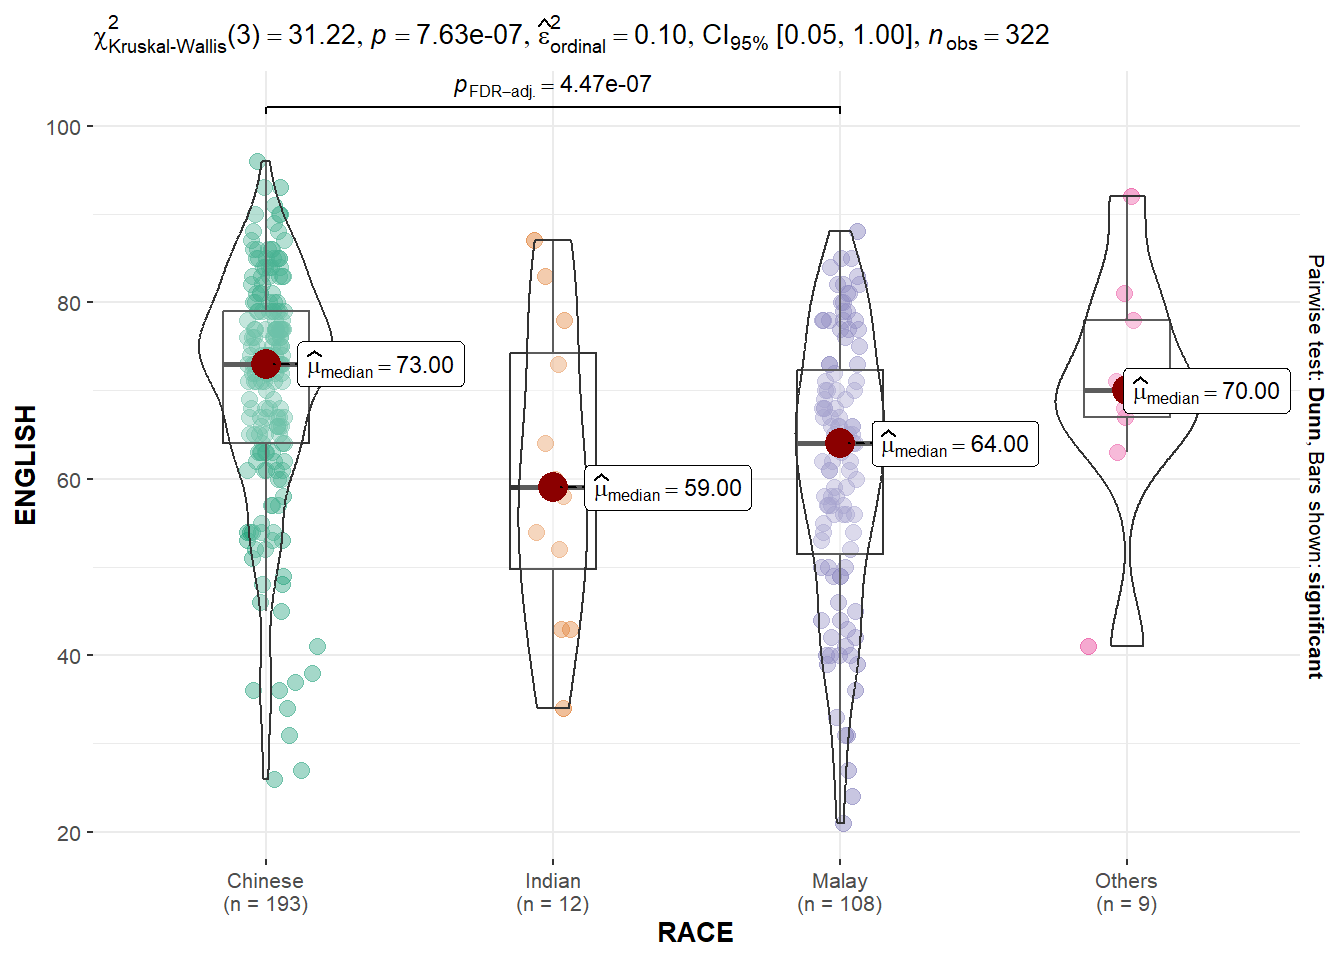 χ²Kruskal-Wallis(3) = 31.22, p = 7.63e-07, ε̂²ordinal = 0.10, CI95% [0.05, 1.00], nobs = 322
pFDR−adj. = 4.47e-07
ENGLISH
100
80
60
40
20
μ̂median = 73.00
μ̂median = 59.00
μ̂median = 64.00
μ̂median = 70.00
Pairwise test: Dunn, Bars shown: significant
Chinese
(n = 193)
Indian
(n = 12)
Malay
(n = 108)
Others
(n = 9)
RACE